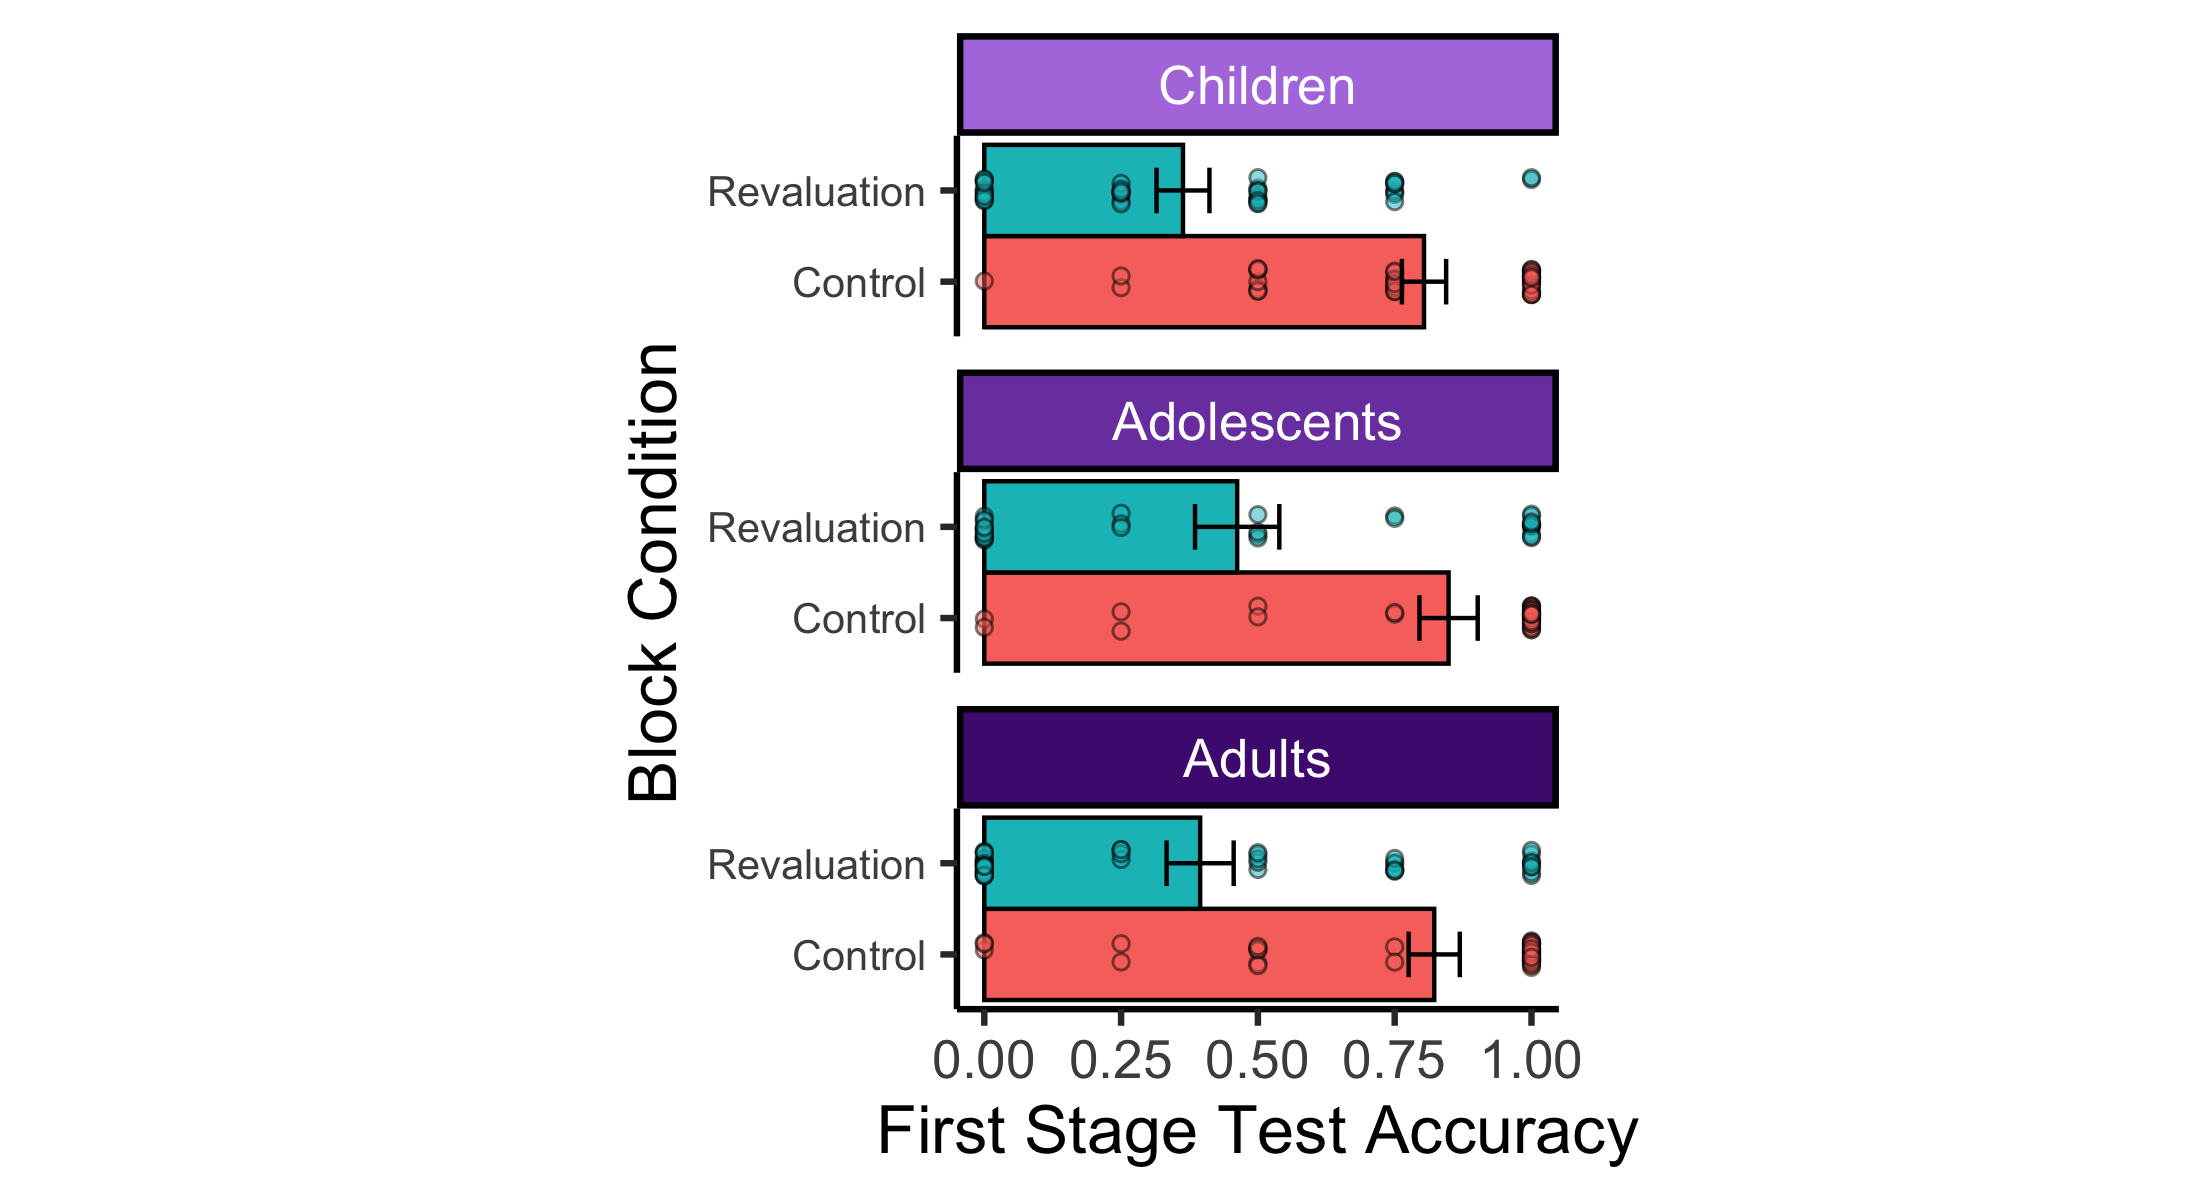 Children
Revaluation
Control
Adolescents
Revaluation
Control
Adults
Revaluation
Control
Block Condition
0.00 0.25 0.50 0.75 1.00
First Stage Test Accuracy